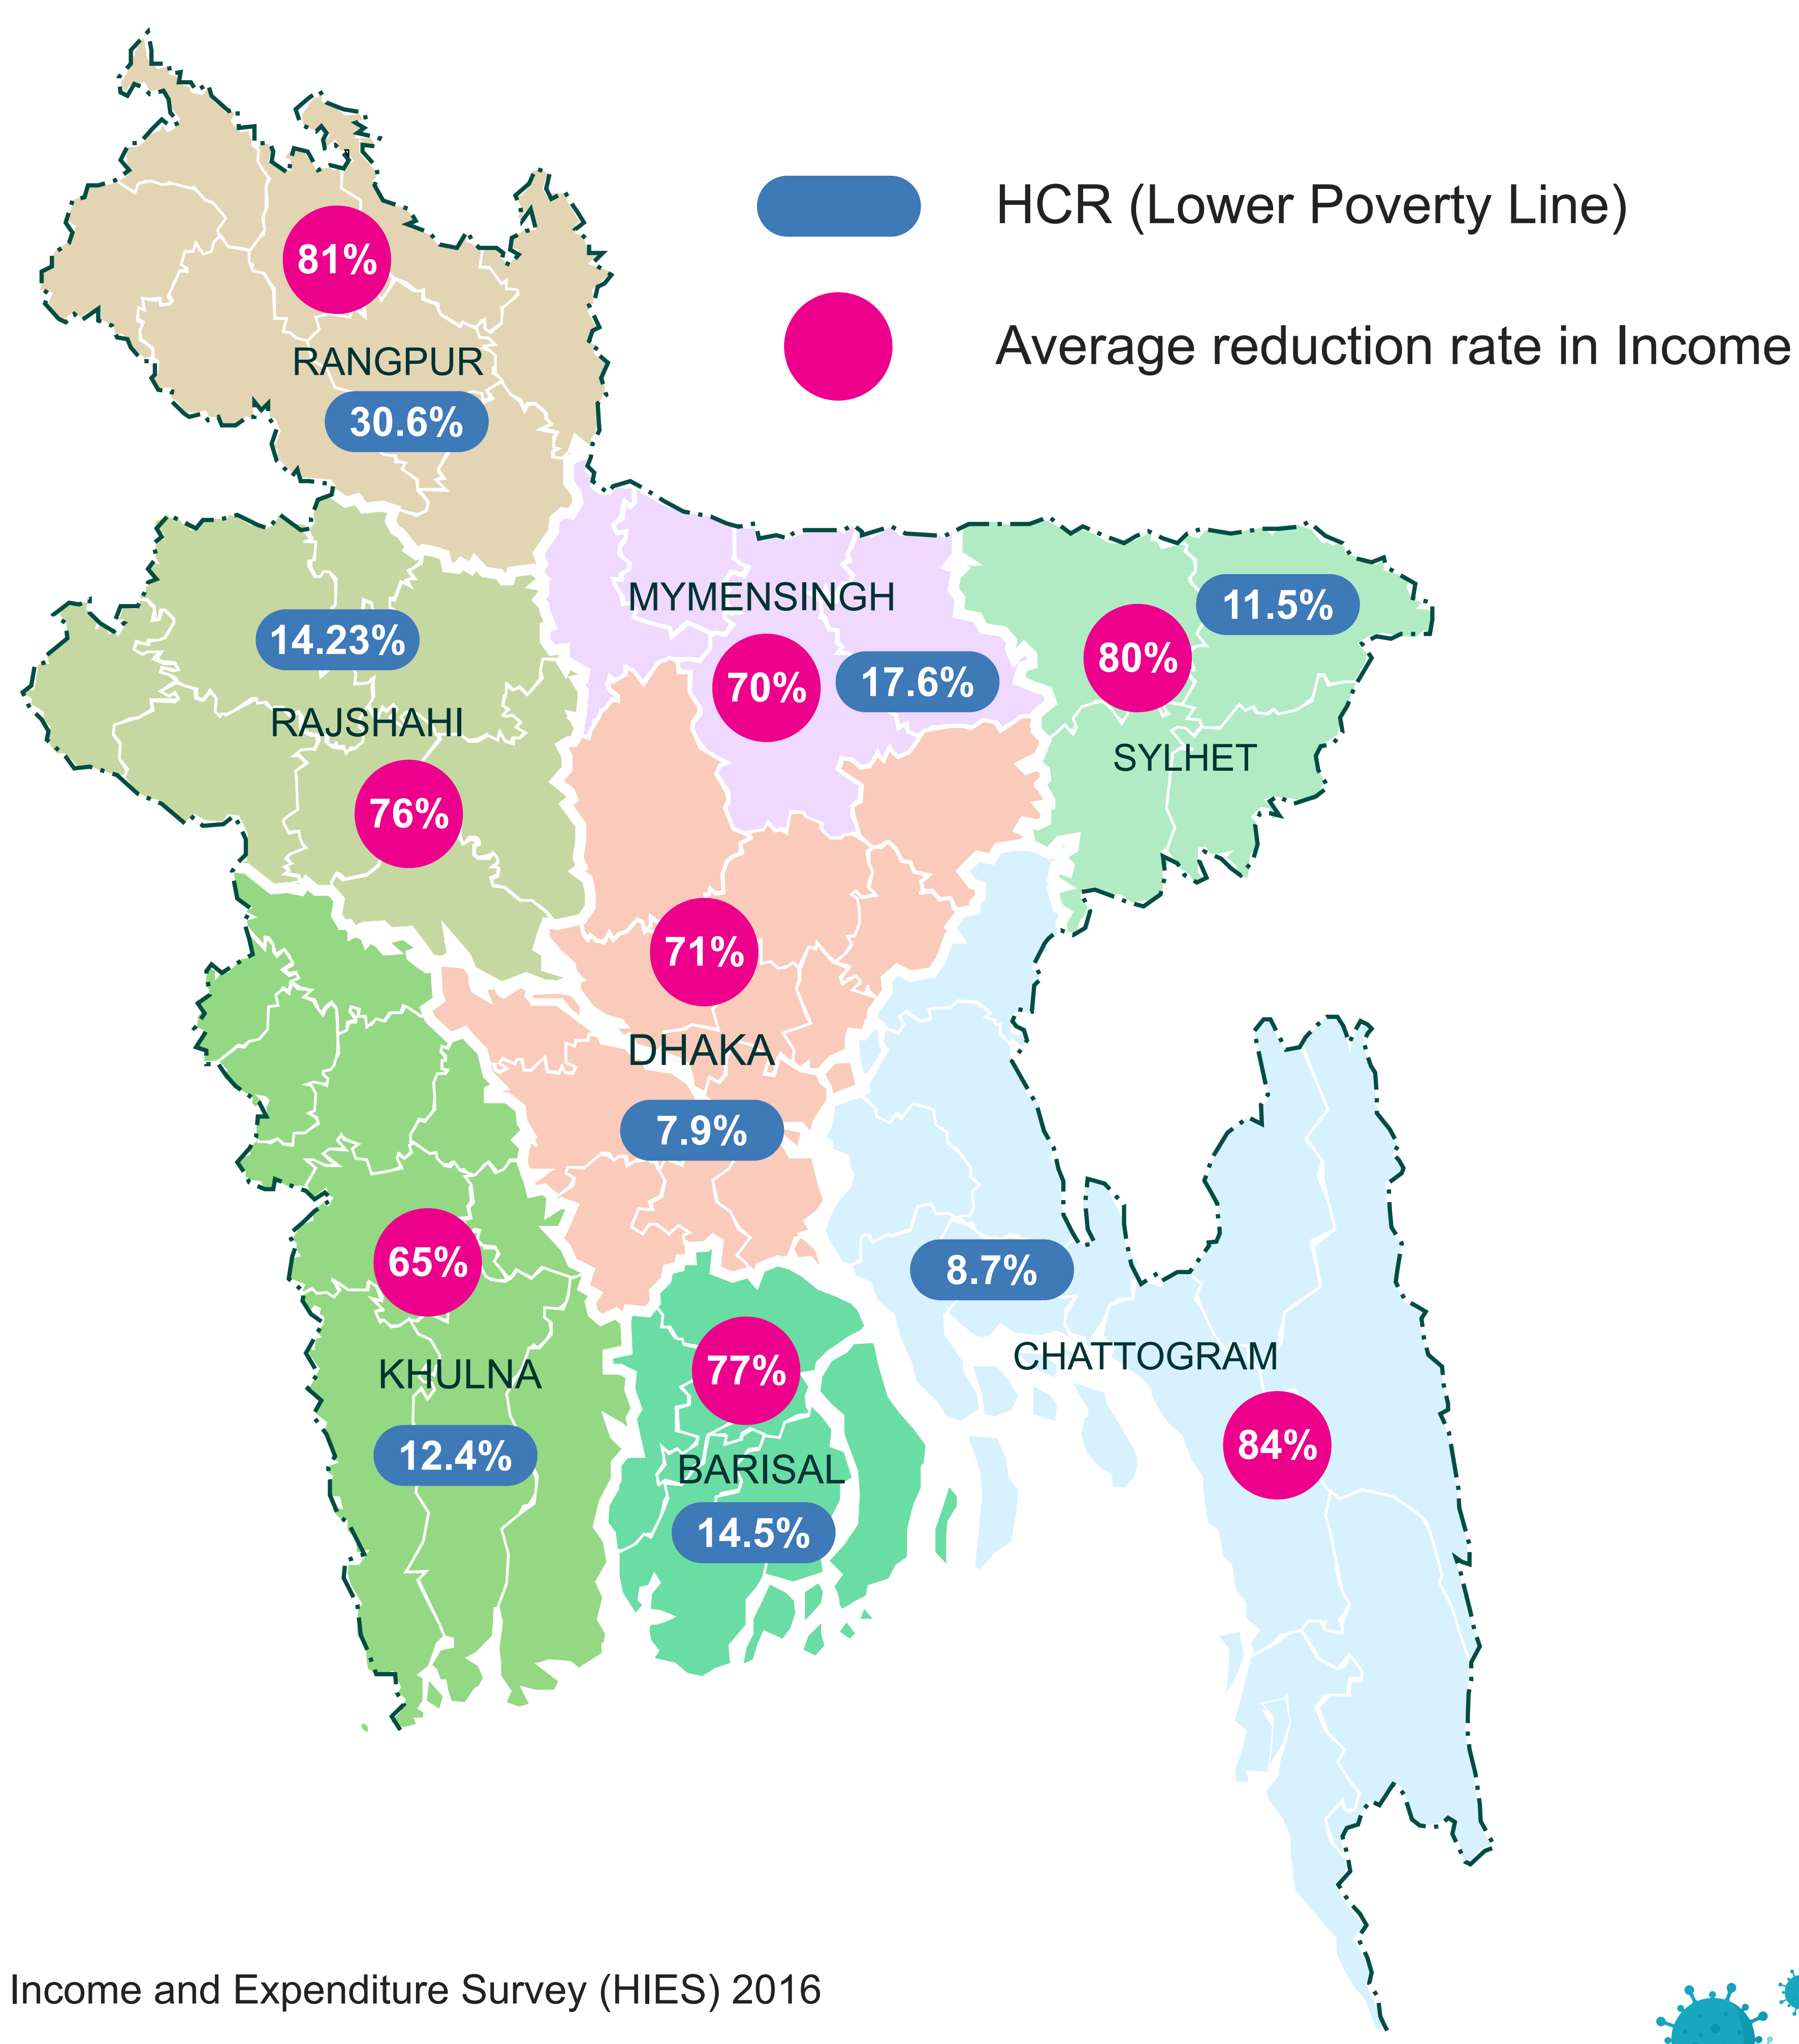 HCR (Lower Poverty Line)
Average reduction rate in Income
81%
RANGPUR
30.6%
MYMENSINGH
70%
17.6%
11.5%
80%
SYLHET
14.23%
RAJSHAHI
76%
71%
DHAKA
7.9%
65%
KHULNA
12.4%
77%
BARISAL
14.5%
8.7%
CHATTOGRAM
84%
Income and Expenditure Survey (HIES) 2016